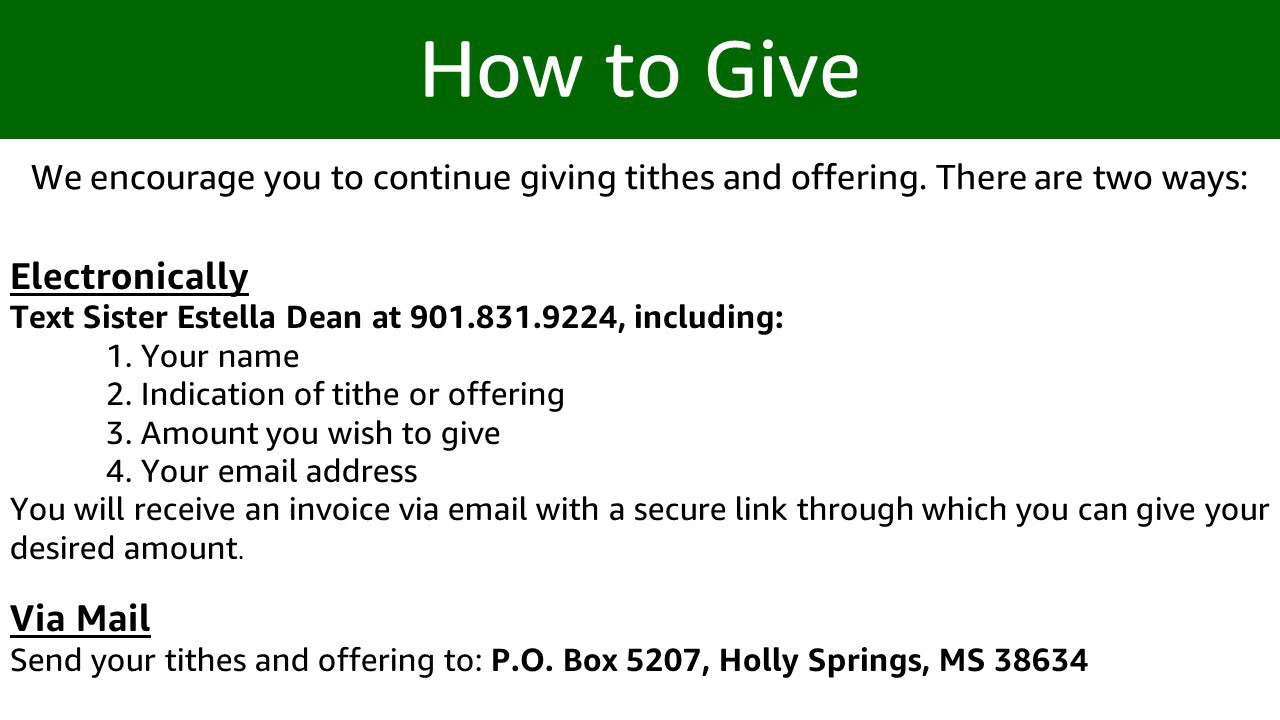 How to Give
We encourage you to continue giving tithes and offering. There are two ways:
Electronically
Text Sister Estella Dean at 901.831.9224, including:
1. Your name
2. Indication of tithe or offering
3. Amount you wish to give
4. Your email address
You will receive an invoice via email with a secure link through which you can give your
desired amount.
Via Mail
Send your tithes and offering to: P.O. Box 5207, Holly Springs, MS 38634